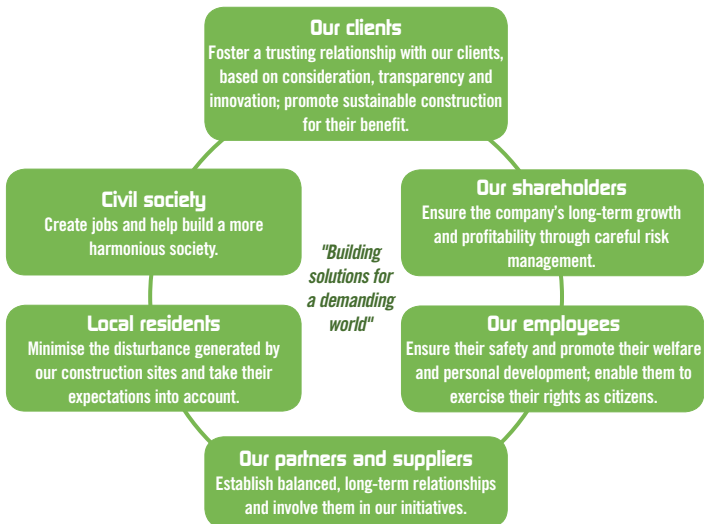 Our clients
Foster a trusting relationship with our clients,
based on consideration, transparency and
innovation; promote sustainable construction
for their benefit.
Civil society
Create jobs and help build a more
harmonious society.
Our shareholders
Ensure the company's long-term growth
and profitability through careful risk
management.
"Building
solutions for
a demanding
world"
Local residents
Minimise the disturbance generated by
our construction sites and take their
expectations into account.
Our employees
Ensure their safety and promote their welfare
and personal development; enable them to
exercise their rights as citizens.
Our partners and suppliers
Establish balanced, long-term relationships
and involve them in our initiatives.